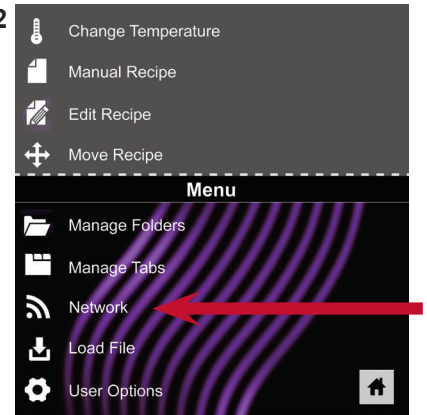 2
Change Temperature
Manual Recipe
Edit Recipe
Move Recipe
Menu
Manage Folders
Manage Tabs
Network
Load File
User Options